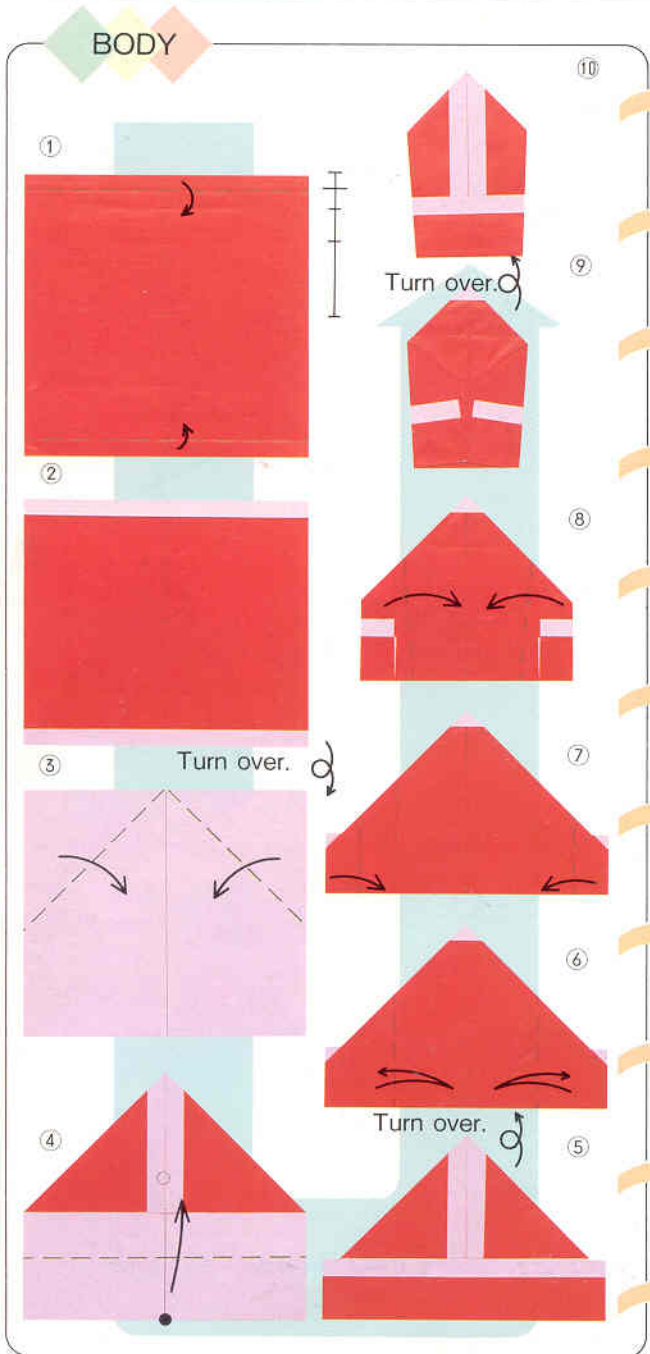 BODY
①
②
Turn over.
③
④
⑤
Turn over.
⑥
⑦
⑧
⑨
Turn over.
⑩